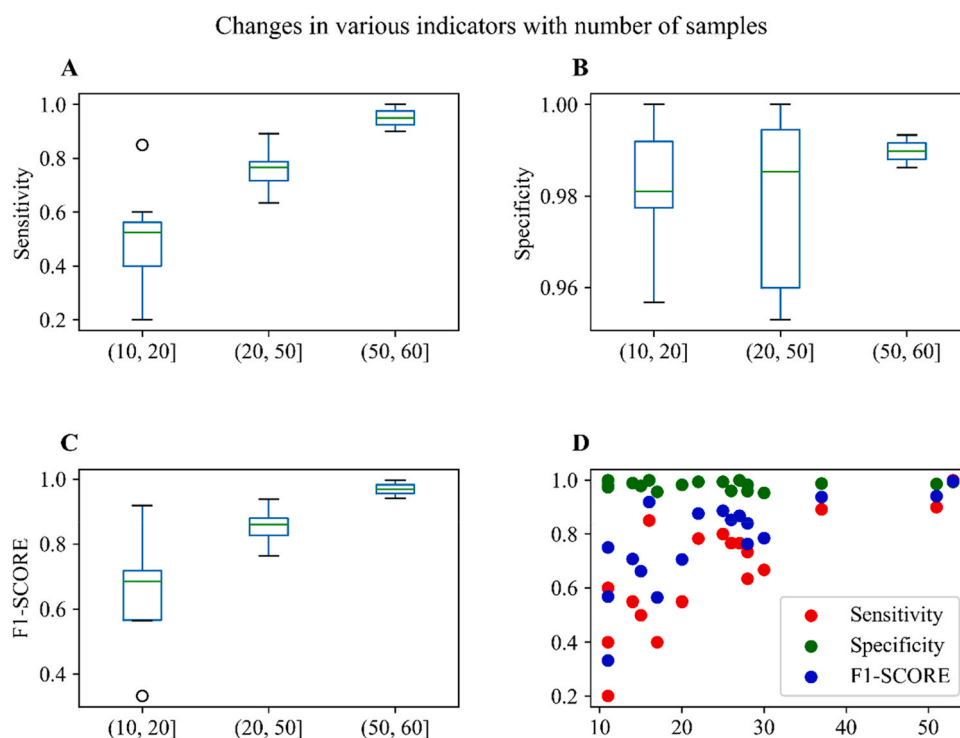 Changes in various indicators with number of samples
A
B
1.0
0.8
0.6
0.4
0.2
Sensitivity
(10, 20]
(20, 50]
(50, 60]
1.00
0.98
0.96
Specificity
(10, 20]
(20, 50]
(50, 60]
C
D
1.0
0.8
0.6
0.4
F1-SCORE
(10, 20]
(20, 50]
(50, 60]
1.0
0.8
0.6
0.4
0.2
Sensitivity
Specificity
F1-SCORE
10 20 30 40 50